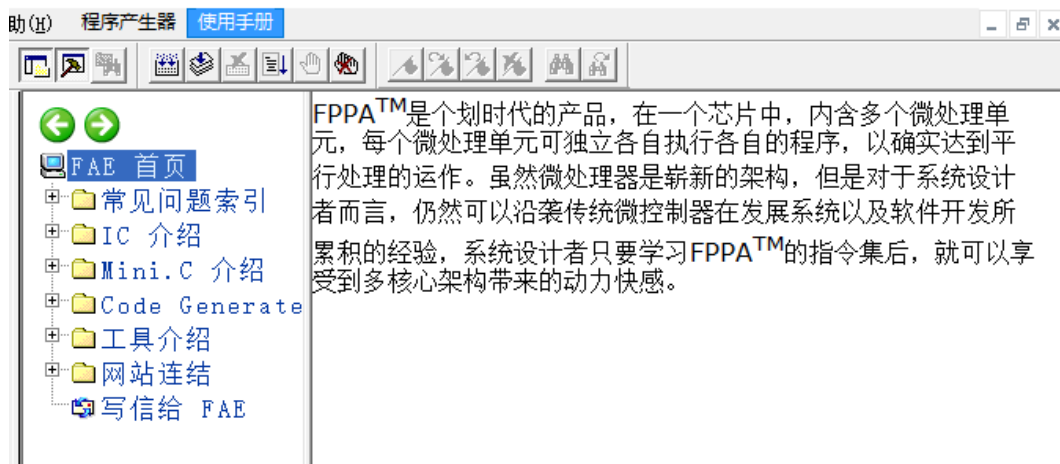 助(H) 程序产生器 使用手册
FAE 首页
常见问题索引
IC 介绍
Mini.C 介绍
Code Generate
工具介绍
网站连结
写信给 FAE
FPPA™是个划时代的产品，在一个芯片中，内含多个微处理单
元，每个微处理单元可独立各自执行各自的程序，以确实达到平
行处理的运作。虽然微处理器是崭新的架构，但是对于系统设计
者而言，仍然可以沿袭传统微控制器在发展系统以及软件开发所
累积的经验，系统设计者只要学习FPPA™的指令集后，就可以享
受到多核心架构带来的动力快感。